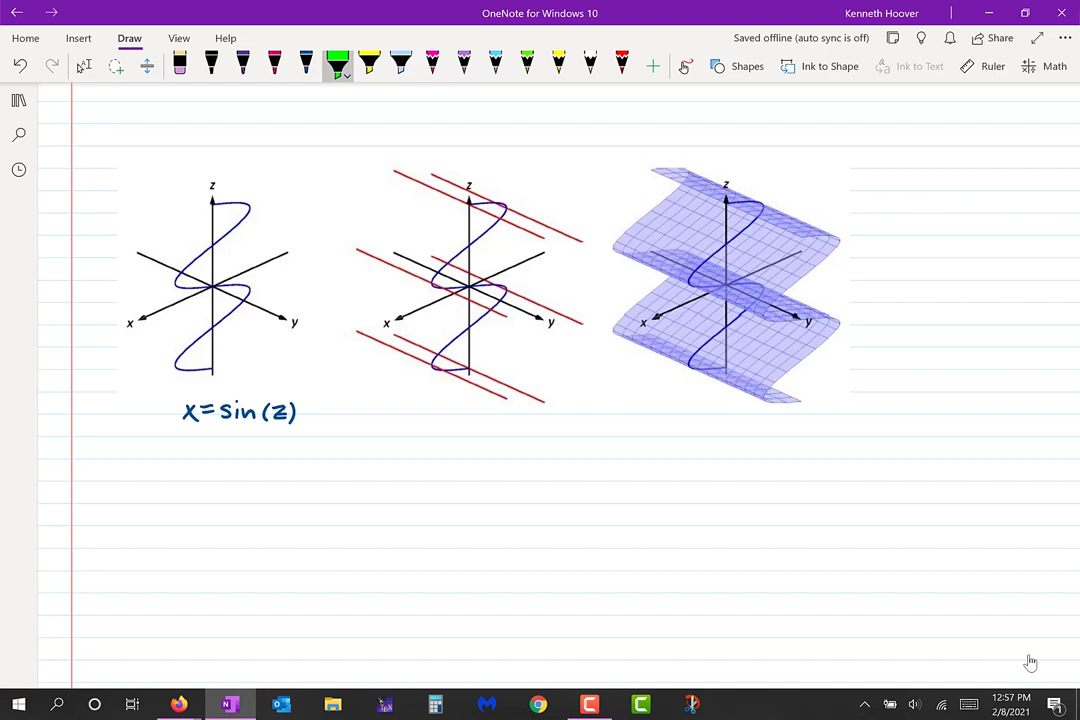 OneNote for Windows 10
Kenneth Hoover
Home Insert Draw View Help
Saved offline (auto sync is off)
Share
Shapes
Ink to Shape
Ink to Text
Ruler
Math
z
x
y
z
x
y
z
x
y
x=sin(z)
12:57 PM
2/8/2021
1